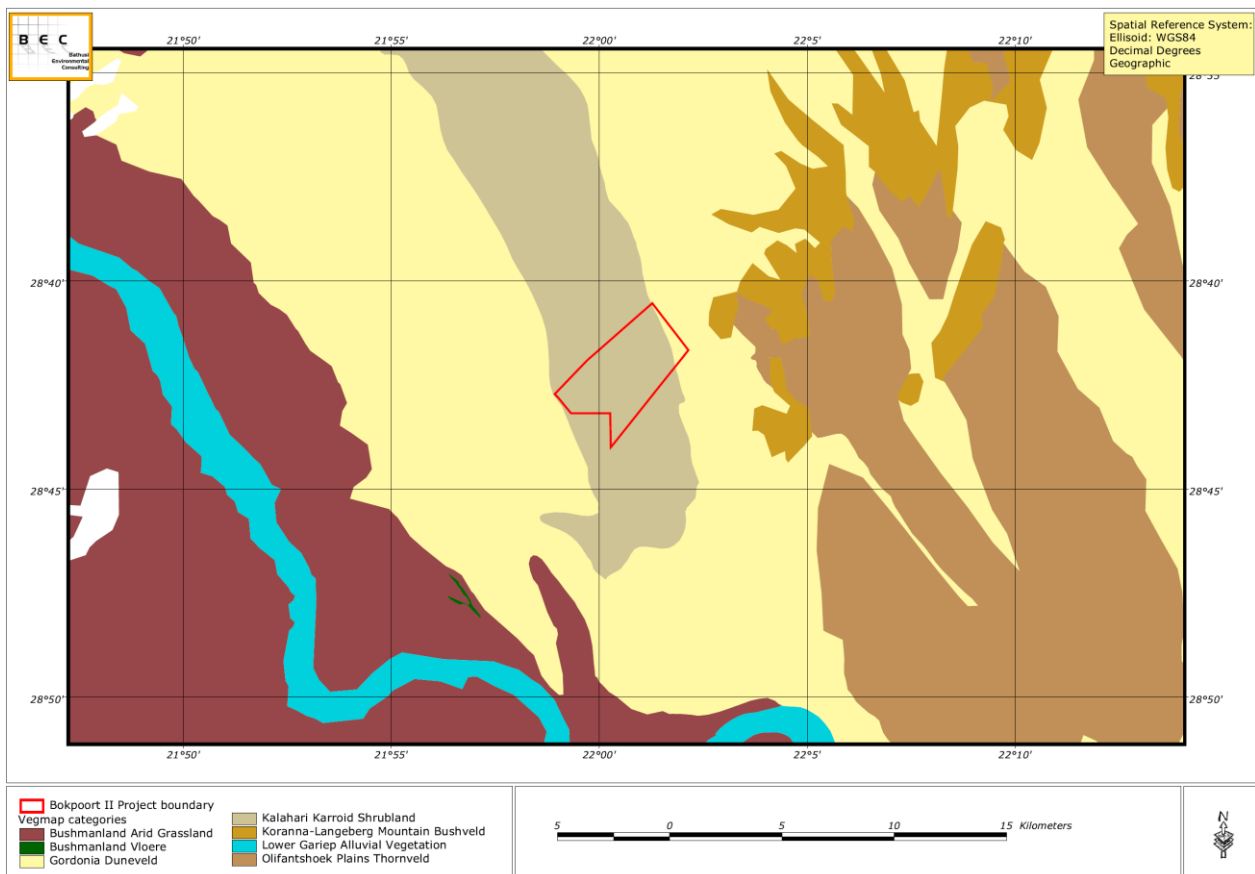 B E C
Bathusi
Environmental
Consulting
Spatial Reference System:
Ellisoid: WGS84
Decimal Degrees
Geographic
21°50' 21°55' 22°00' 22°5' 22°10'
28°35'
28°40' 28°40'
28°45' 28°45'
28°50' 28°50'
21°50' 21°55' 22°00' 22°5' 22°10'
Bokpoort II Project boundary
Vegmap categories
Bushmanland Arid Grassland
Bushmanland Vloere
Gordonia Duneveld
Kalahari Karroid Shrubland
Koranna-Langeberg Mountain Bushveld
Lower Gariep Alluvial Vegetation
Olifantshoek Plains Thornveld
5 0 5 10 15 Kilometers
N